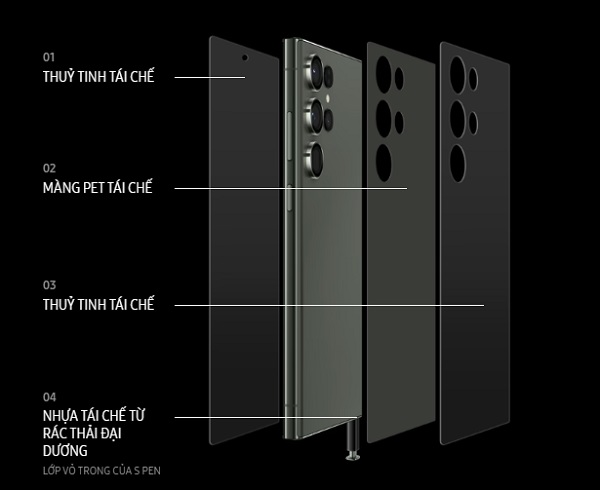 01
THUỶ TINH TÁI CHẾ
02
MÀNG PET TÁI CHẾ
03
THUỶ TINH TÁI CHẾ
04
NHỰA TÁI CHẾ TỪ
RÁC THẢI ĐẠI
DƯƠNG
LỚP VỎ TRONG CỦA S PEN